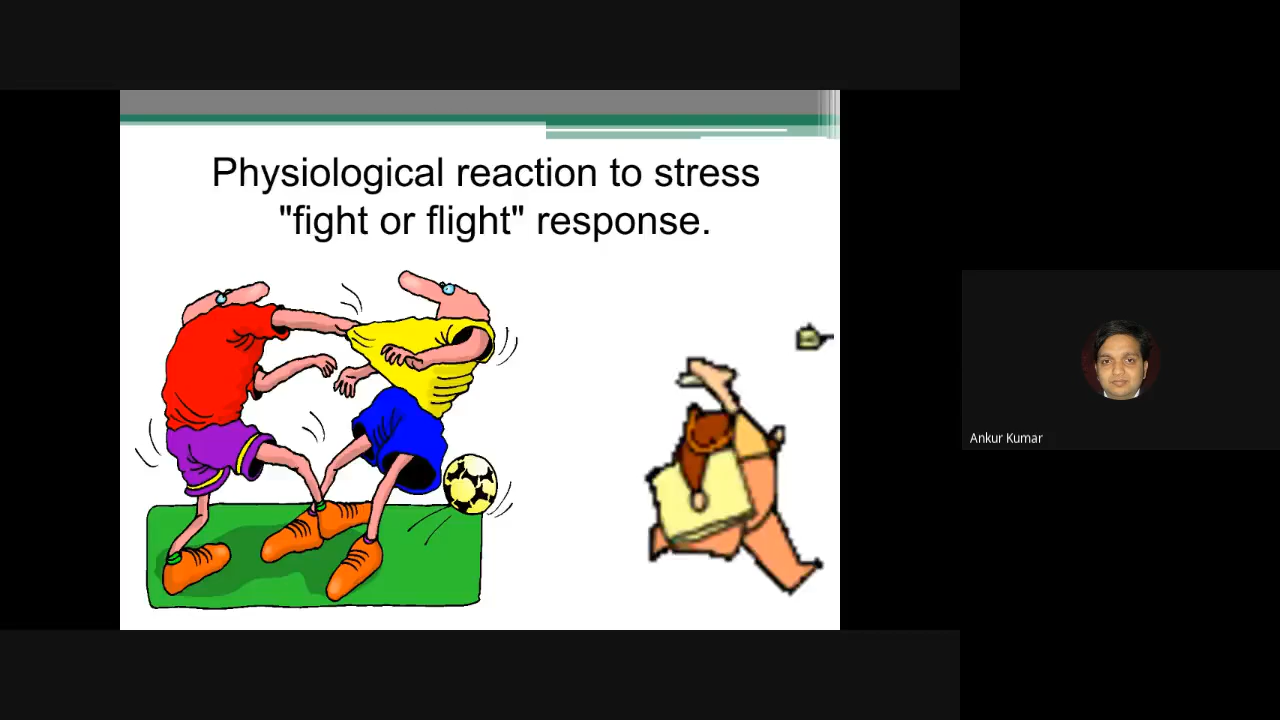 Physiological reaction to stress
"fight or flight" response.
Ankur Kumar